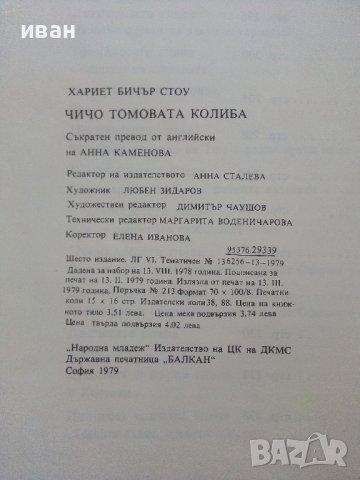 иван
ХАРИЕТ БИЧЪР СТОУ
ЧИЧО ТОМОВАТА КОЛИБА
Съкратен превод от английски
на АННА КАМЕНОВА
Редактор на издателството АННА СТАЛЕВА
Художник ЛЮБЕН ЗИДАРОВ
Художествен редактор ДИМИТЪР ЧАУШОВ
Технически редактор МАРГАРИТА ВОДЕНИЧАРОВА
Коректор ЕЛЕНА ИВАНОВА
95376.29339
Шесто издание. ЛГ VI. Тематичен № 136256-13-1979
Дадена за набор на 13. VIII. 1978 година. Подписана за
печат на 13. II. 1979 година. Излязла от печат на 13. III.
1979 година. Поръчка № 213. Формат 70 х 100/8. Печатни
коли 15 х 16 стр. Издателски коли 38, 88. Цена на книж-
ното тяло 3,51 лева. Цена мека подвързия 3,74 лева
Цена твърда подвързия 4,02 лева
„Народна младеж" Издателство на ЦК на ДКМС
Държавна печатница „БАЛКАН"
София 1979
BAZAR.BG